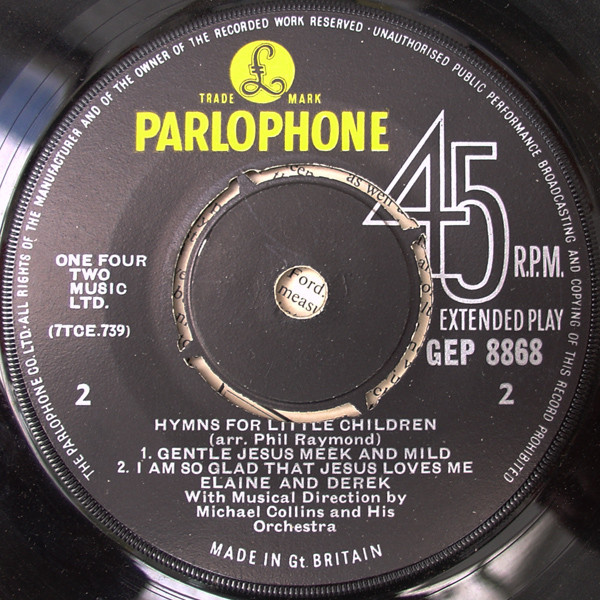 THE PARLOPHONE CO.LTD·ALL RIGHTS OF THE MANUFACTURER AND OF THE OWNER OF THE RECORDED WORK RESERVED · UNAUTHORISED PUBLIC PERFORMANCE BROADCASTING AND COPYING OF THIS RECORD PROHIBITED
£
TRADE MARK
PARLOPHONE
45
R.P.M.
EXTENDED PLAY
GEP 8868
ONE FOUR
TWO
MUSIC
LTD.
(7TCE.739)
as well
Ford.
meast
2
2
HYMNS FOR LITTLE CHILDREN
(arr. Phil Raymond)
1. GENTLE JESUS MEEK AND MILD
2. I AM SO GLAD THAT JESUS LOVES ME
ELAINE AND DEREK
With Musical Direction by
Michael Collins and His
Orchestra
MADE IN Gt. BRITAIN